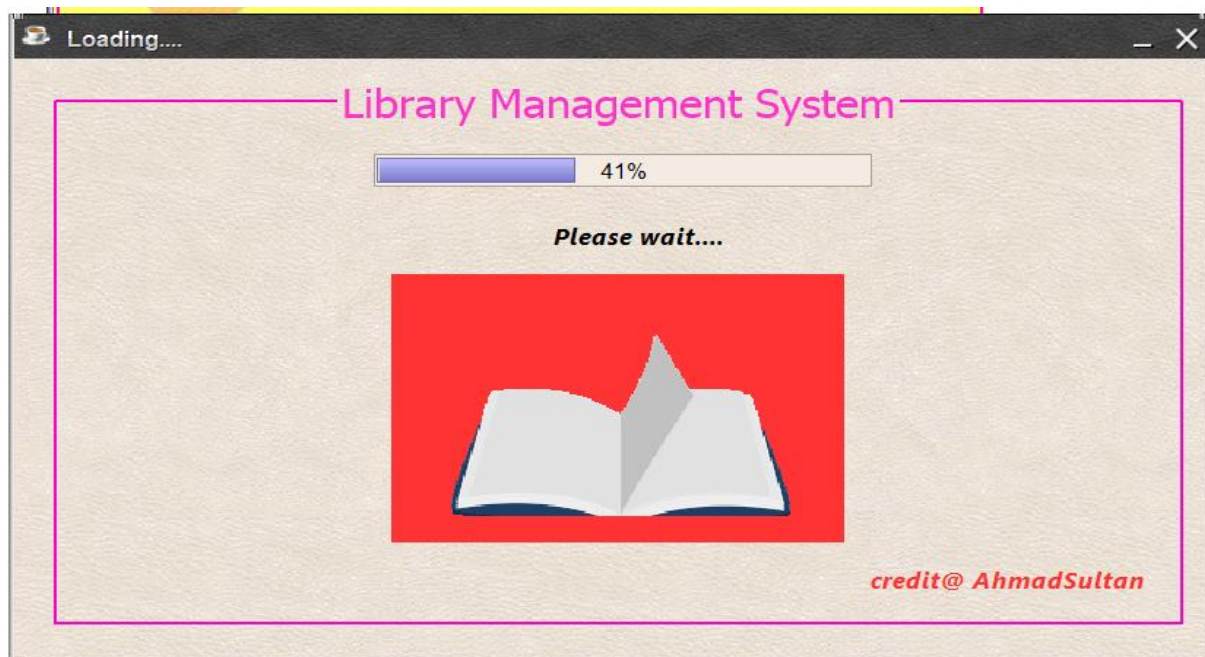 Loading....
Library Management System
41%
Please wait....
credit@ AhmadSultan